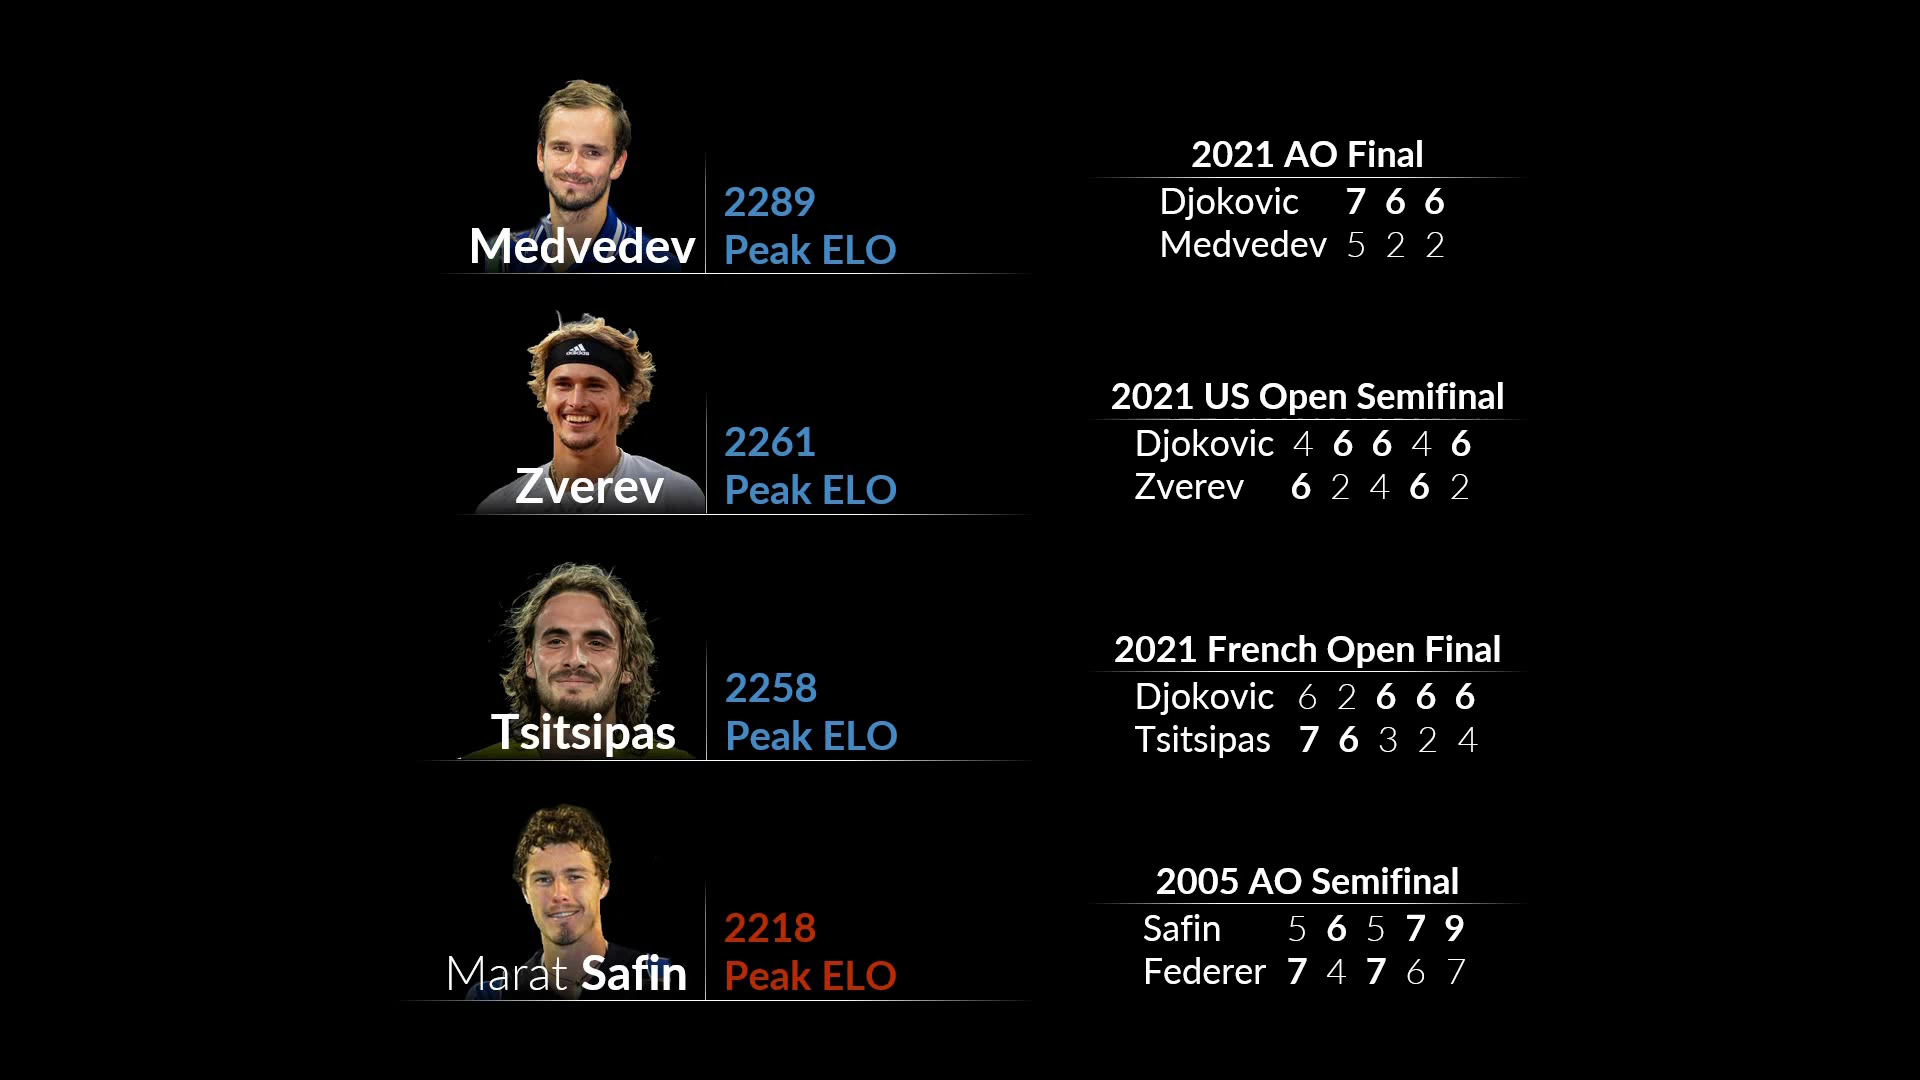 Medvedev
2289
Peak ELO
2021 AO Final
Djokovic 7 6 6
Medvedev 5 2 2
adidas
Zverev
2261
Peak ELO
2021 US Open Semifinal
Djokovic 4 6 6 4 6
Zverev 6 2 4 6 2
Tsitsipas
2258
Peak ELO
2021 French Open Final
Djokovic 6 2 6 6 6
Tsitsipas 7 6 3 2 4
Marat Safin
2218
Peak ELO
2005 AO Semifinal
Safin 5 6 5 7 9
Federer 7 4 7 6 7